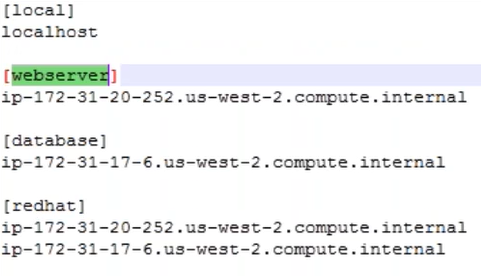 [local]
localhost
[webserver]
ip-172-31-20-252.us-west-2.compute.internal
[database]
ip-172-31-17-6.us-west-2.compute.internal
[redhat]
ip-172-31-20-252.us-west-2.compute.internal
ip-172-31-17-6.us-west-2.compute.internal